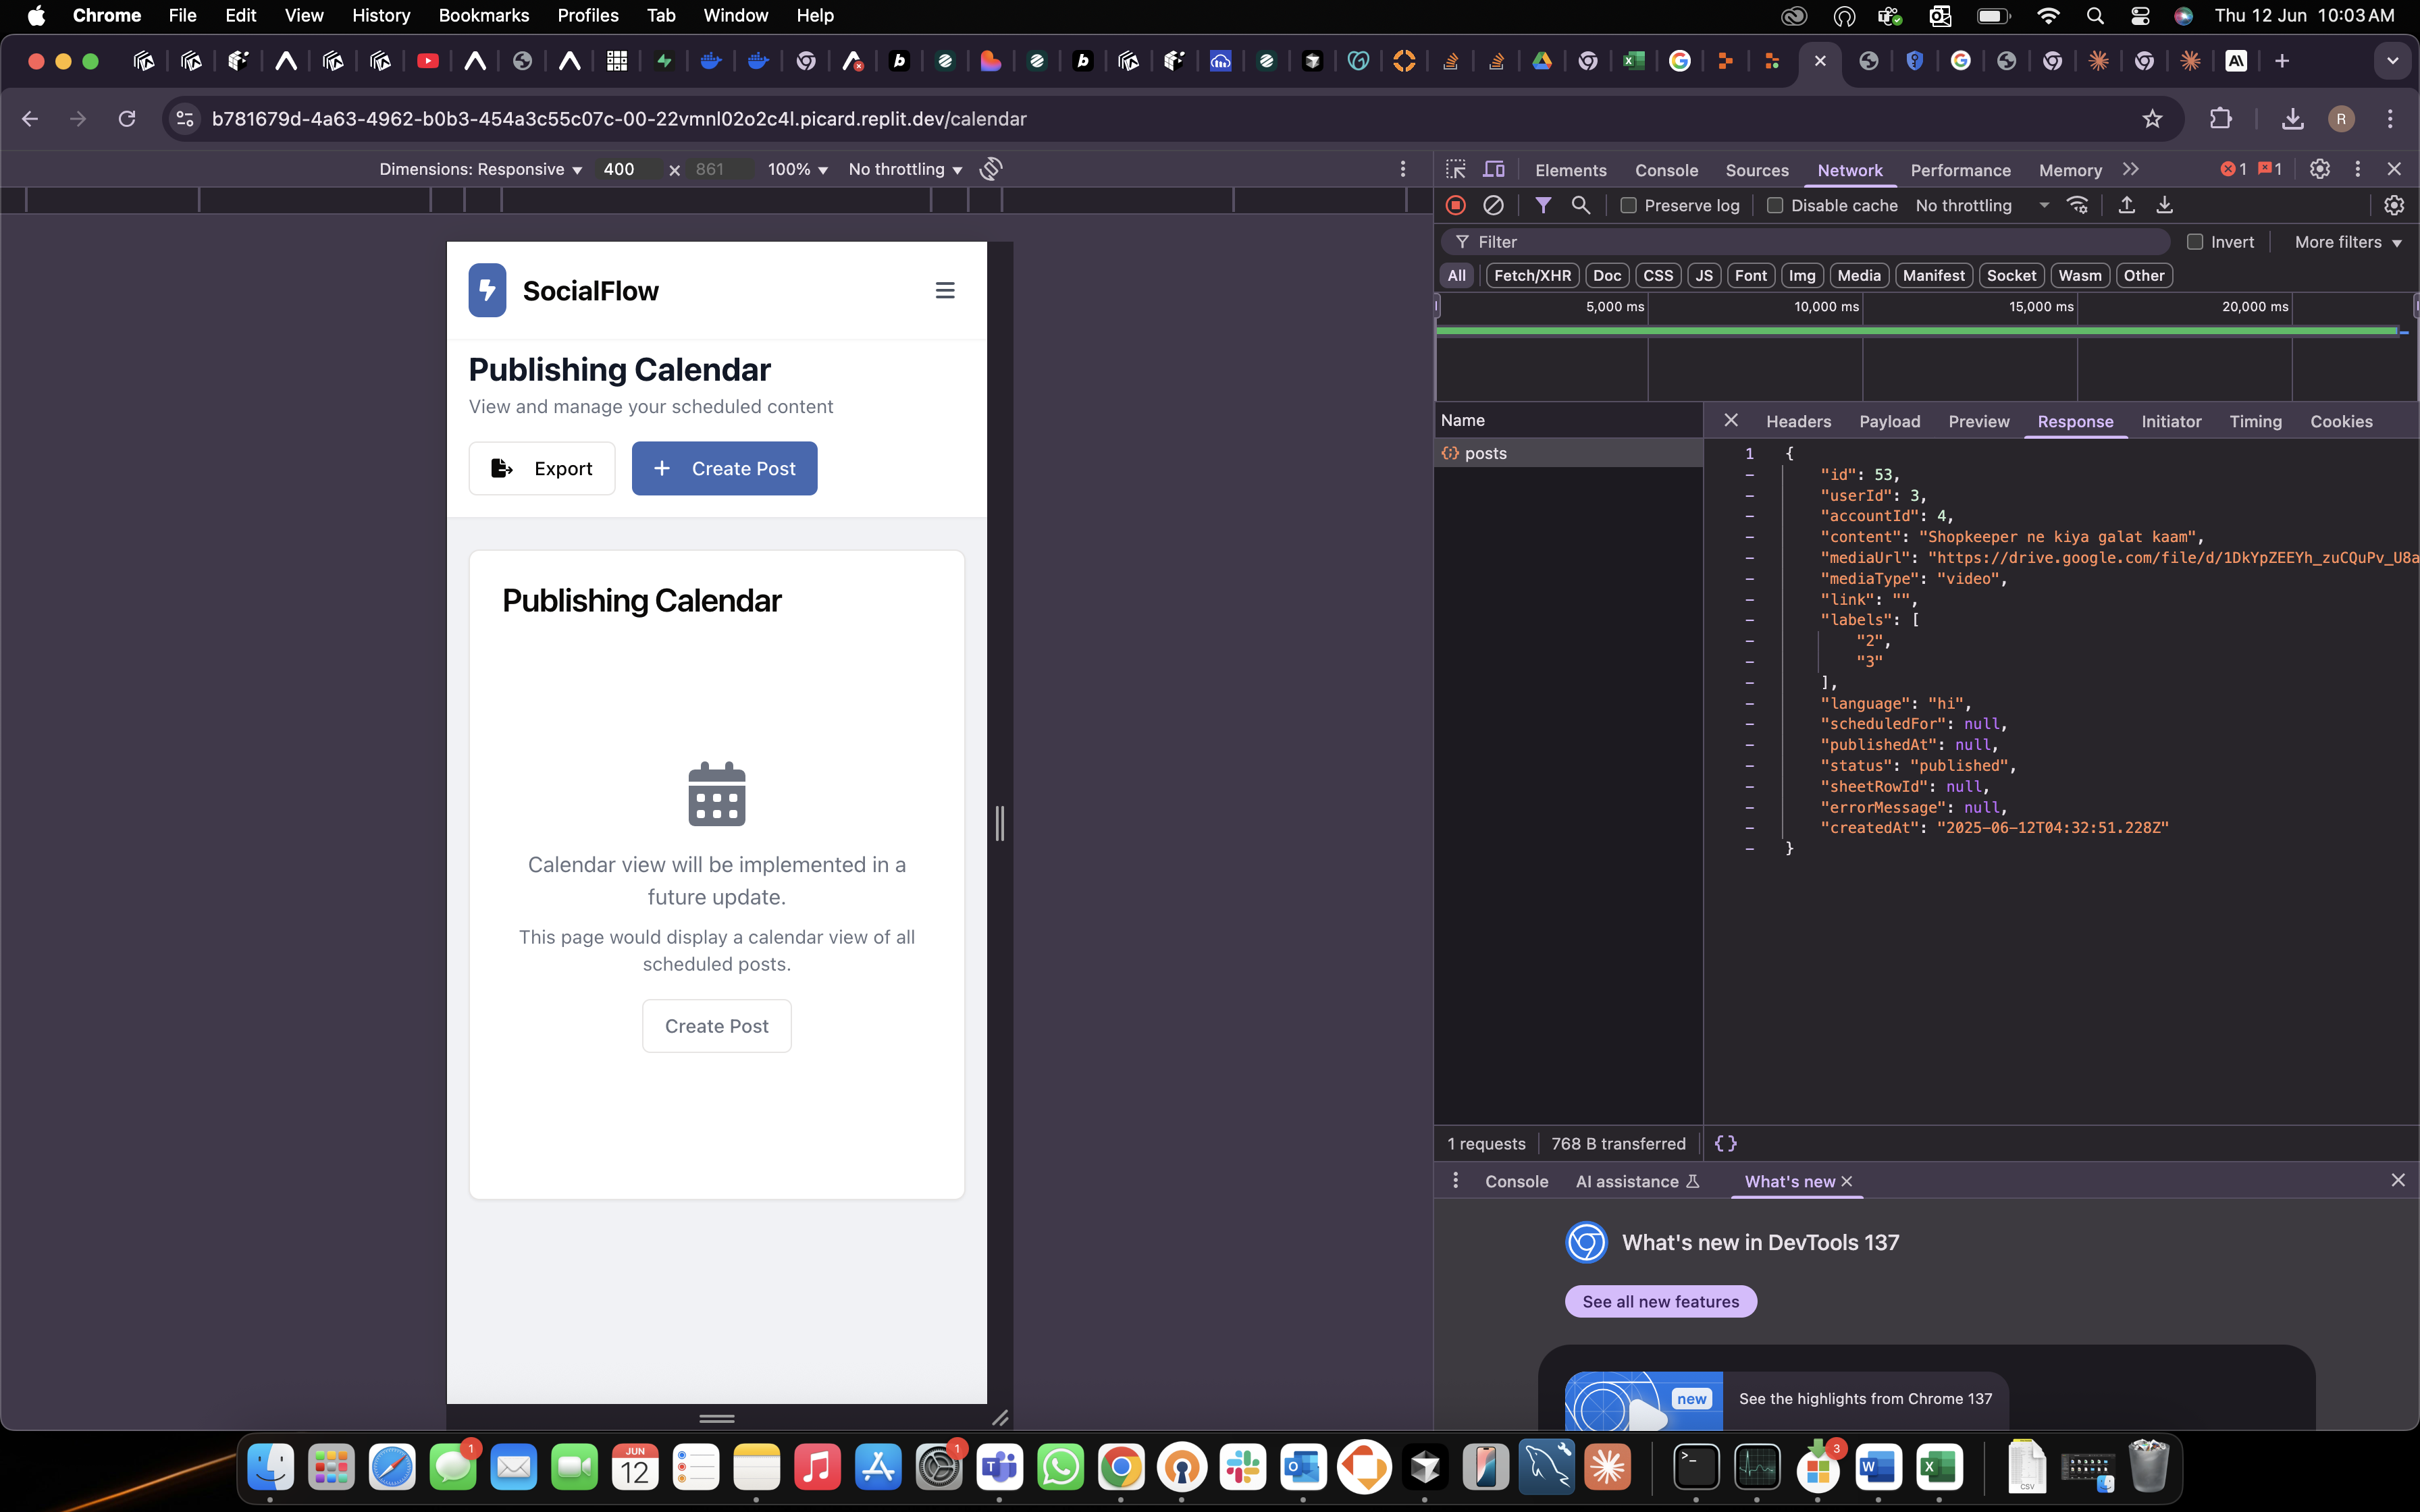 Chrome File Edit View History Bookmarks Profiles Tab Window Help Thu 12 Jun 10:03 AM
b781679d-4a63-4962-b0b3-454a3c55c07c-00-22vmnl02o2c4l.picard.replit.dev/calendar
R
Dimensions: Responsive 400 × 861 100% No throttling
Elements Console Sources Network Performance Memory 1 1
Preserve log Disable cache No throttling
Filter Invert More filters
All Fetch/XHR Doc CSS JS Font Img Media Manifest Socket Wasm Other
5,000 ms 10,000 ms 15,000 ms 20,000 ms
SocialFlow
Publishing Calendar
View and manage your scheduled content
Export
Create Post
Publishing Calendar
Calendar view will be implemented in a
future update.
This page would display a calendar view of all
scheduled posts.
Create Post
Name
posts
Headers Payload Preview Response Initiator Timing Cookies
1 {
"id": 53,
"userId": 3,
"accountId": 4,
"content": "Shopkeeper ne kiya galat kaam",
"mediaUrl": "https://drive.google.com/file/d/1DkYpZEEYh_zuCQuPv_U8a
"mediaType": "video",
"link": "",
"labels": [
"2",
"3"
],
"language": "hi",
"scheduledFor": null,
"publishedAt": null,
"status": "published",
"sheetRowId": null,
"errorMessage": null,
"createdAt": "2025-06-12T04:32:51.228Z"
}
1 requests 768 B transferred { }
Console AI assistance What's new
What's new in DevTools 137
See all new features
new
See the highlights from Chrome 137
1 JUN 12 1 3
csv